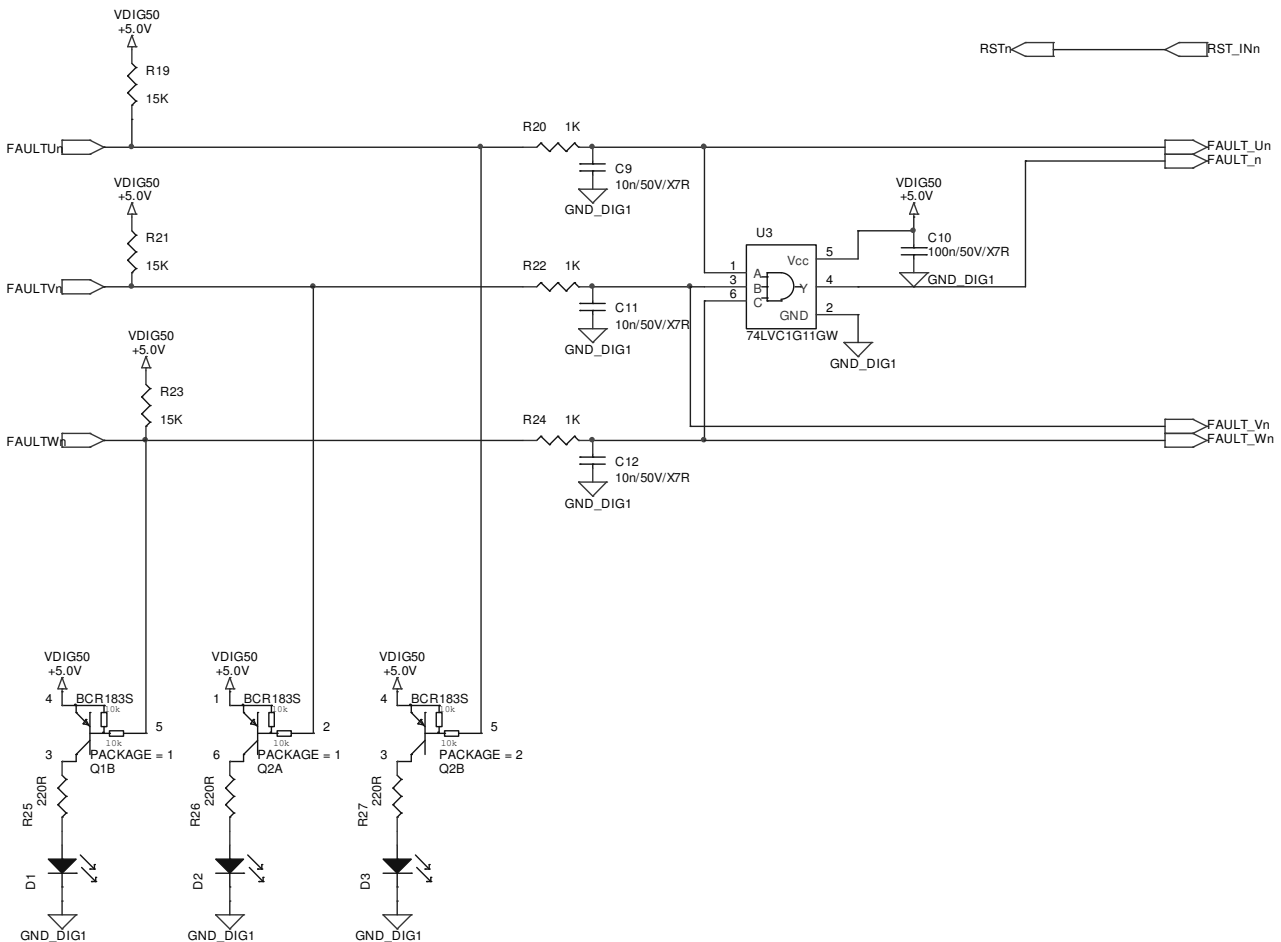 VDIG50
+5.0V
R19
15K
RSTn
RST_INn
FAULTUn
R20 1K
C9
10n/50V/X7R
GND_DIG1
FAULT_Un
FAULT_n
VDIG50
+5.0V
R21
15K
VDIG50
+5.0V
C10
100n/50V/X7R
GND_DIG1
U3
Vcc
5
1
3
6
A
B
C
Y
4
GND
2
74LVC1G11GW
GND_DIG1
FAULTVn
R22 1K
C11
10n/50V/X7R
GND_DIG1
VDIG50
+5.0V
R23
15K
FAULTWn
R24 1K
C12
10n/50V/X7R
GND_DIG1
FAULT_Vn
FAULT_Wn
VDIG50
+5.0V
4
BCR183S
10k
10k
5
3
PACKAGE = 1
Q1B
R25
220R
D1
GND_DIG1
VDIG50
+5.0V
1
BCR183S
10k
10k
2
6
PACKAGE = 1
Q2A
R26
220R
D2
GND_DIG1
VDIG50
+5.0V
4
BCR183S
10k
10k
5
3
PACKAGE = 2
Q2B
R27
220R
D3
GND_DIG1